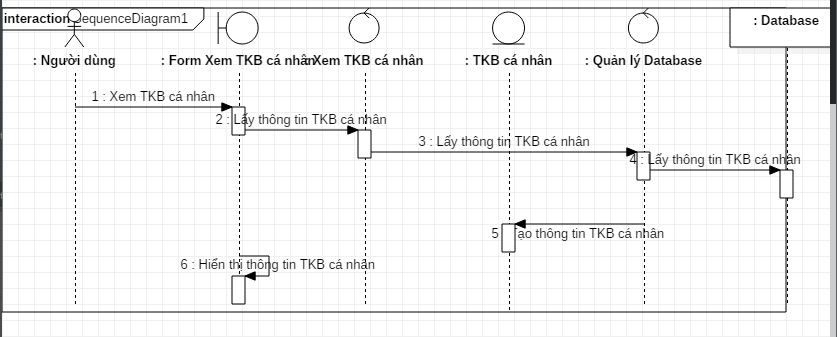 interaction SequenceDiagram1
: Người dùng
: Form Xem TKB cá nhân
: Xem TKB cá nhân
: TKB cá nhân
: Quản lý Database
: Database
1 : Xem TKB cá nhân
2 : Lấy thông tin TKB cá nhân
3 : Lấy thông tin TKB cá nhân
4 : Lấy thông tin TKB cá nhân
5 ạo thông tin TKB cá nhân
6 : Hiển thị thông tin TKB cá nhân